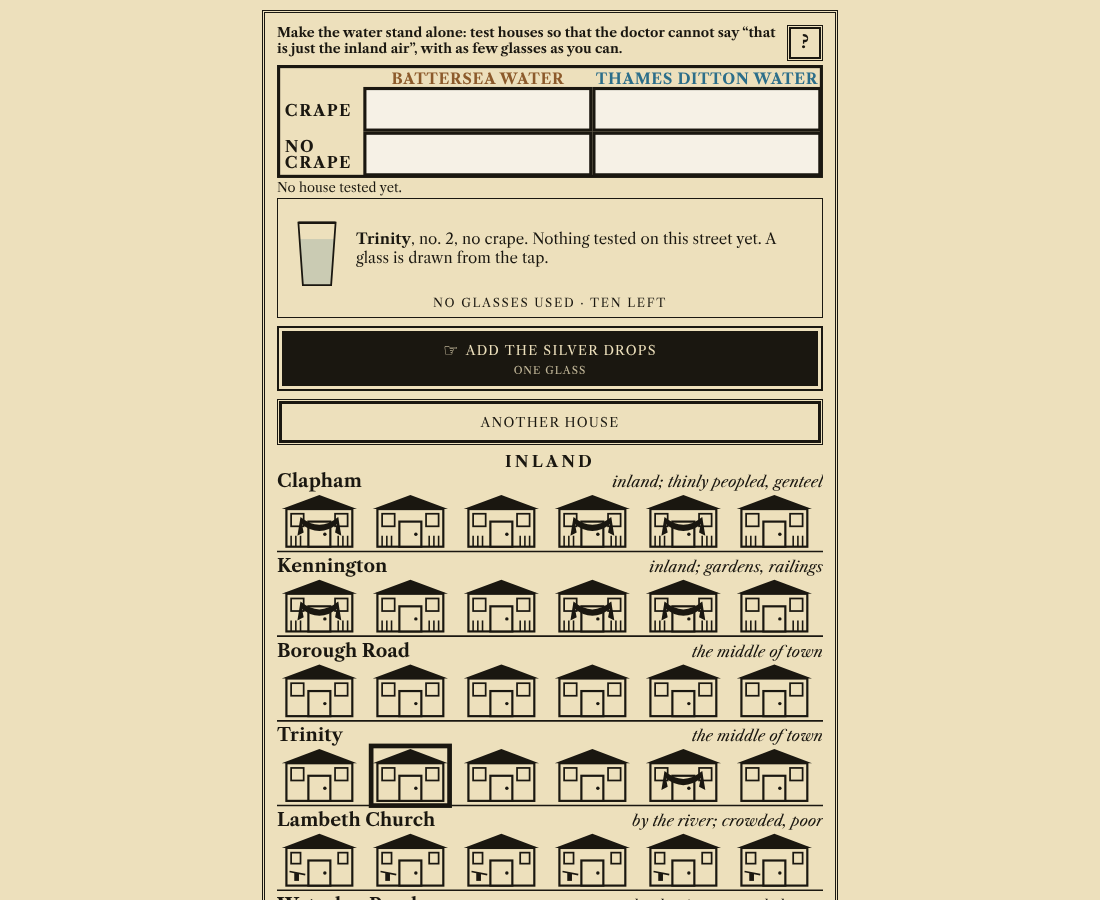 Make the water stand alone: test houses so that the doctor cannot say “that
is just the inland air”, with as few glasses as you can.
?
BATTERSEA WATER THAMES DITTON WATER
CRAPE
NO
CRAPE
No house tested yet.
Trinity, no. 2, no crape. Nothing tested on this street yet. A
glass is drawn from the tap.
NO GLASSES USED · TEN LEFT
☞ ADD THE SILVER DROPS
ONE GLASS
ANOTHER HOUSE
INLAND
Clapham inland; thinly peopled, genteel
Kennington inland; gardens, railings
Borough Road the middle of town
Trinity the middle of town
Lambeth Church by the river; crowded, poor